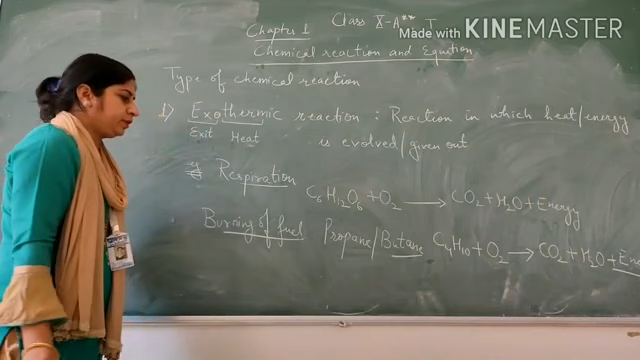 Chapter 1 Class X-A** I
Made with KINEMASTER
Chemical reaction and Equation
Type of chemical reaction
1) Exothermic reaction : Reaction in which heat/energy
Exit Heat is evolved/given out
eg Respiration
C6H12O6 + O2 → CO2 + H2O + Energy
Burning of fuel Propane/Butane C4H10 + O2 → CO2 + H2O + Ene